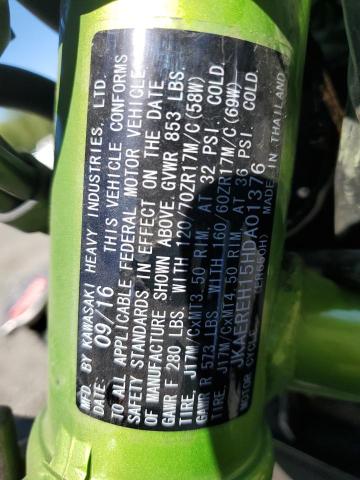 MFD. BY KAWASAKI HEAVY INDUSTRIES, LTD.
DATE: 09/16 THIS VEHICLE CONFORMS
TO ALL APPLICABLE FEDERAL MOTOR VEHICLE
SAFETY STANDARDS IN EFFECT ON THE DATE
OF MANUFACTURE SHOWN ABOVE. GVWR 853 LBS.
GAWR F 280 LBS. WITH 120/70ZR17M/C(58W)
TIRE, J17M/CxMT3.50 RIM, AT 32 PSI COLD.
GAWR R 573 LBS. WITH 160/60ZR17M/C(69W)
TIRE, J17M/CxMT4.50 RIM, AT 36 PSI COLD.
JKAEREH15HDA01376
MOTOR CYCLE (ER650H) MADE IN THAILAND